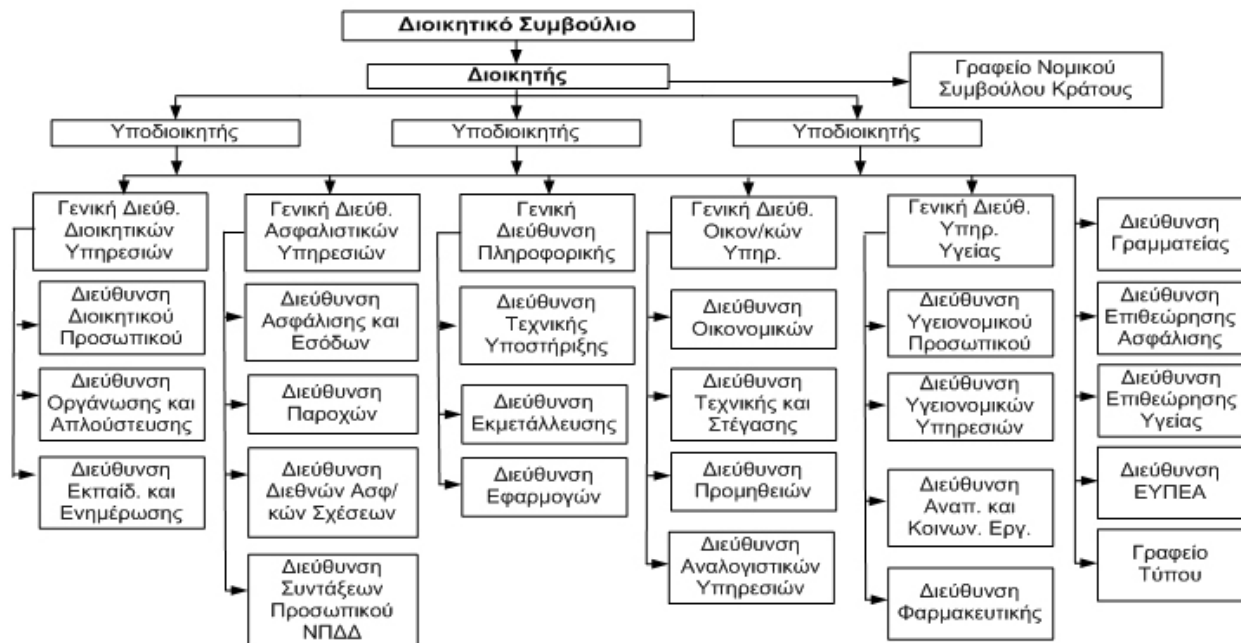 Διοικητικό Συμβούλιο
Διοικητής
Γραφείο Νομικού
Συμβούλου Κράτους
Υποδιοικητής
Υποδιοικητής
Υποδιοικητής
Γενική Διεύθ.
Διοικητικών
Υπηρεσιών
Διεύθυνση
Διοικητικού
Προσωπικού
Διεύθυνση
Οργάνωσης και
Απλούστευσης
Διεύθυνση
Εκπαίδ. και
Ενημέρωσης
Γενική Διεύθ.
Ασφαλιστικών
Υπηρεσιών
Διεύθυνση
Ασφάλισης και
Εσόδων
Διεύθυνση
Παροχών
Διεύθυνση
Διεθνών Ασφ/
κών Σχέσεων
Διεύθυνση
Συντάξεων
Προσωπικού
ΝΠΔΔ
Γενική
Διεύθυνση
Πληροφορικής
Διεύθυνση
Τεχνικής
Υποστήριξης
Διεύθυνση
Εκμετάλλευσης
Διεύθυνση
Εφαρμογών
Γενική Διεύθ.
Οικον/κών
Υπηρ.
Διεύθυνση
Οικονομικών
Διεύθυνση
Τεχνικής και
Στέγασης
Διεύθυνση
Προμηθειών
Διεύθυνση
Αναλογιστικών
Υπηρεσιών
Γενική Διεύθ.
Υπηρ.
Υγείας
Διεύθυνση
Υγειονομικού
Προσωπικού
Διεύθυνση
Υγειονομικών
Υπηρεσιών
Διεύθυνση
Αναπ. και
Κοινων. Εργ.
Διεύθυνση
Φαρμακευτικής
Διεύθυνση
Γραμματείας
Διεύθυνση
Επιθεώρησης
Ασφάλισης
Διεύθυνση
Επιθεώρησης
Υγείας
Διεύθυνση
ΕΥΠΕΑ
Γραφείο
Τύπου